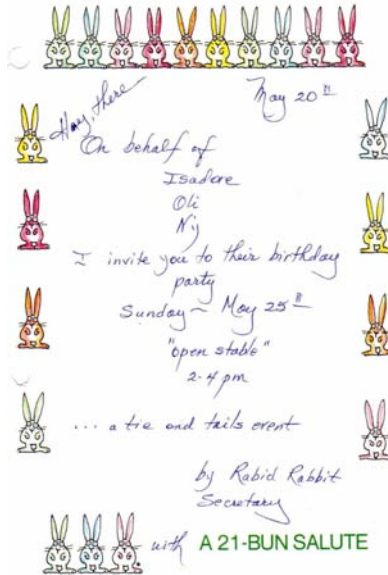 May 20th
Hay, there
On behalf of
Isadore
Oli
Nij
I invite you to their birthday
party
Sunday ~ May 25th
"open stable"
2-4 pm
... a tie and tails event
by Rabid Rabbit
Secretary
with A 21-BUN SALUTE